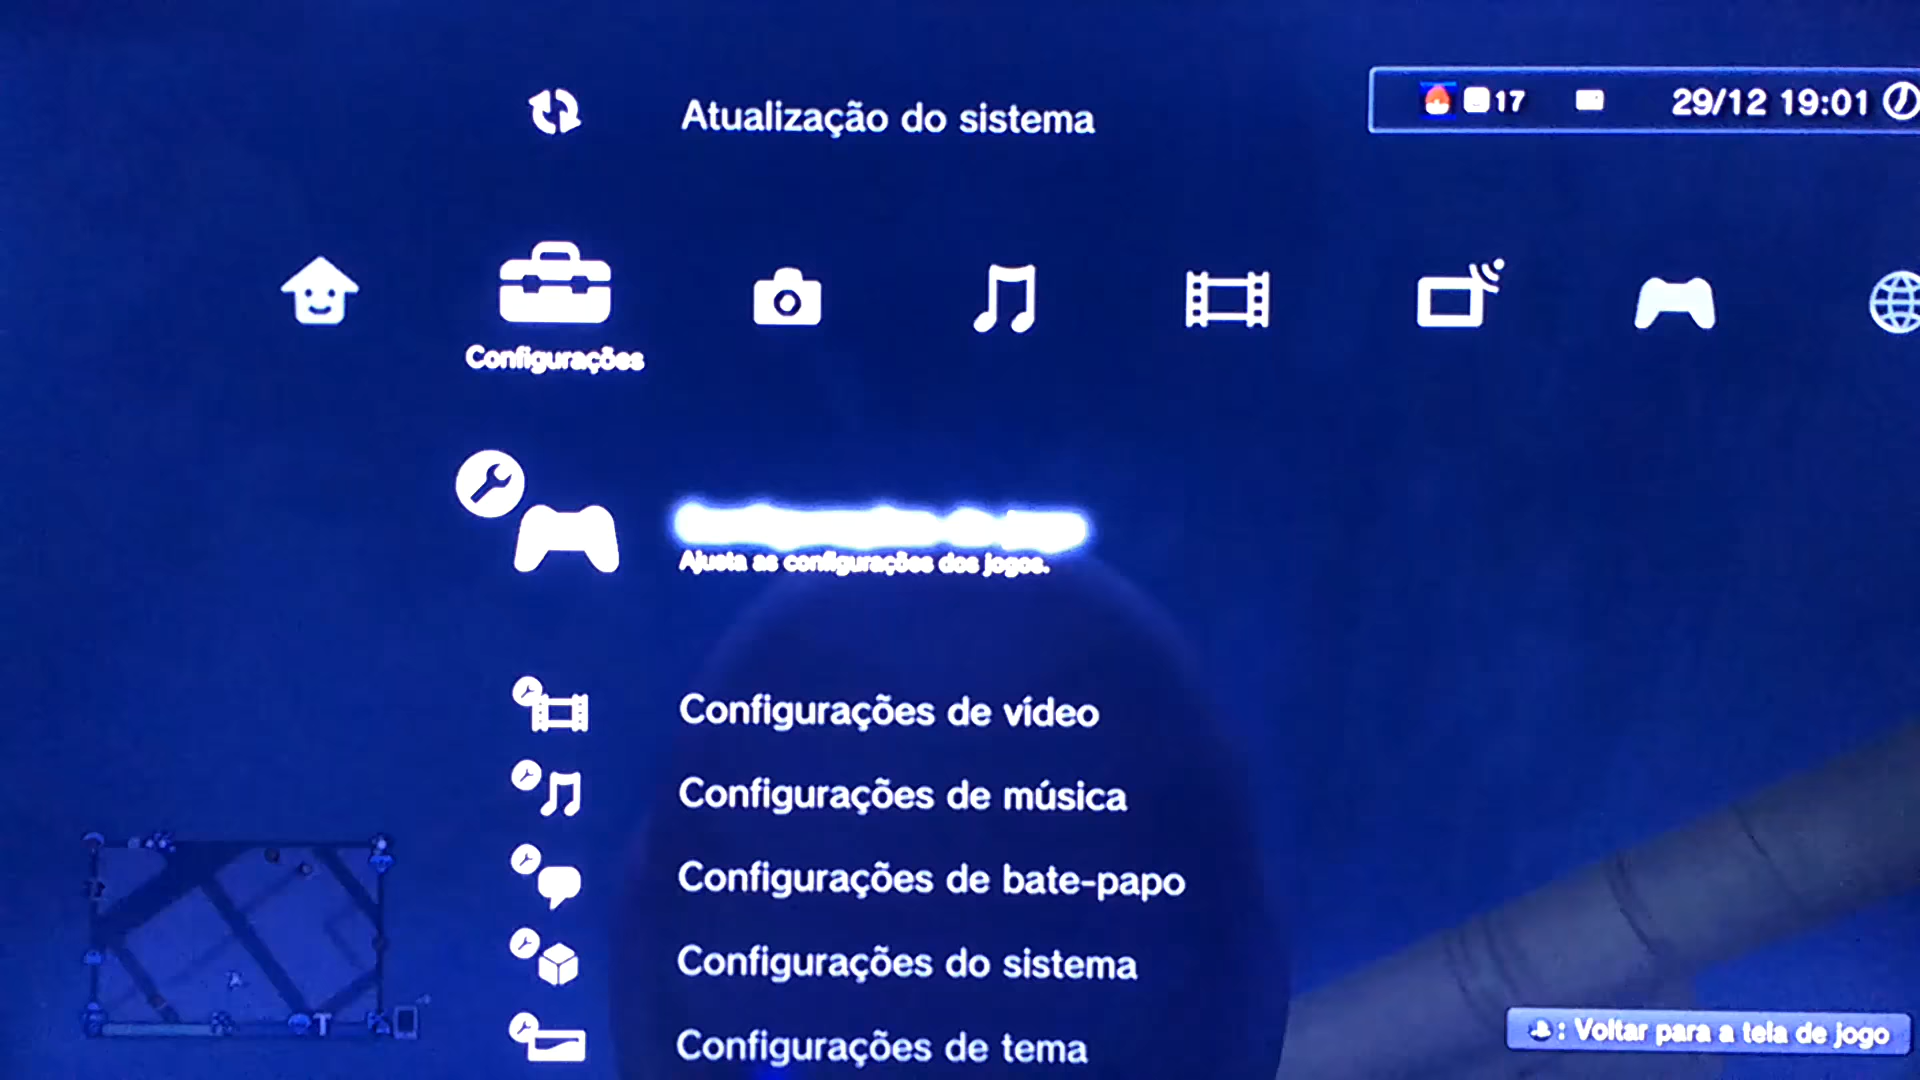 Atualização do sistema
17
29/12 19:01
Configurações
Ajusta as configurações dos jogos.
Configurações de vídeo
Configurações de música
Configurações de bate-papo
Configurações do sistema
Configurações de tema
T
: Voltar para a tela de jogo